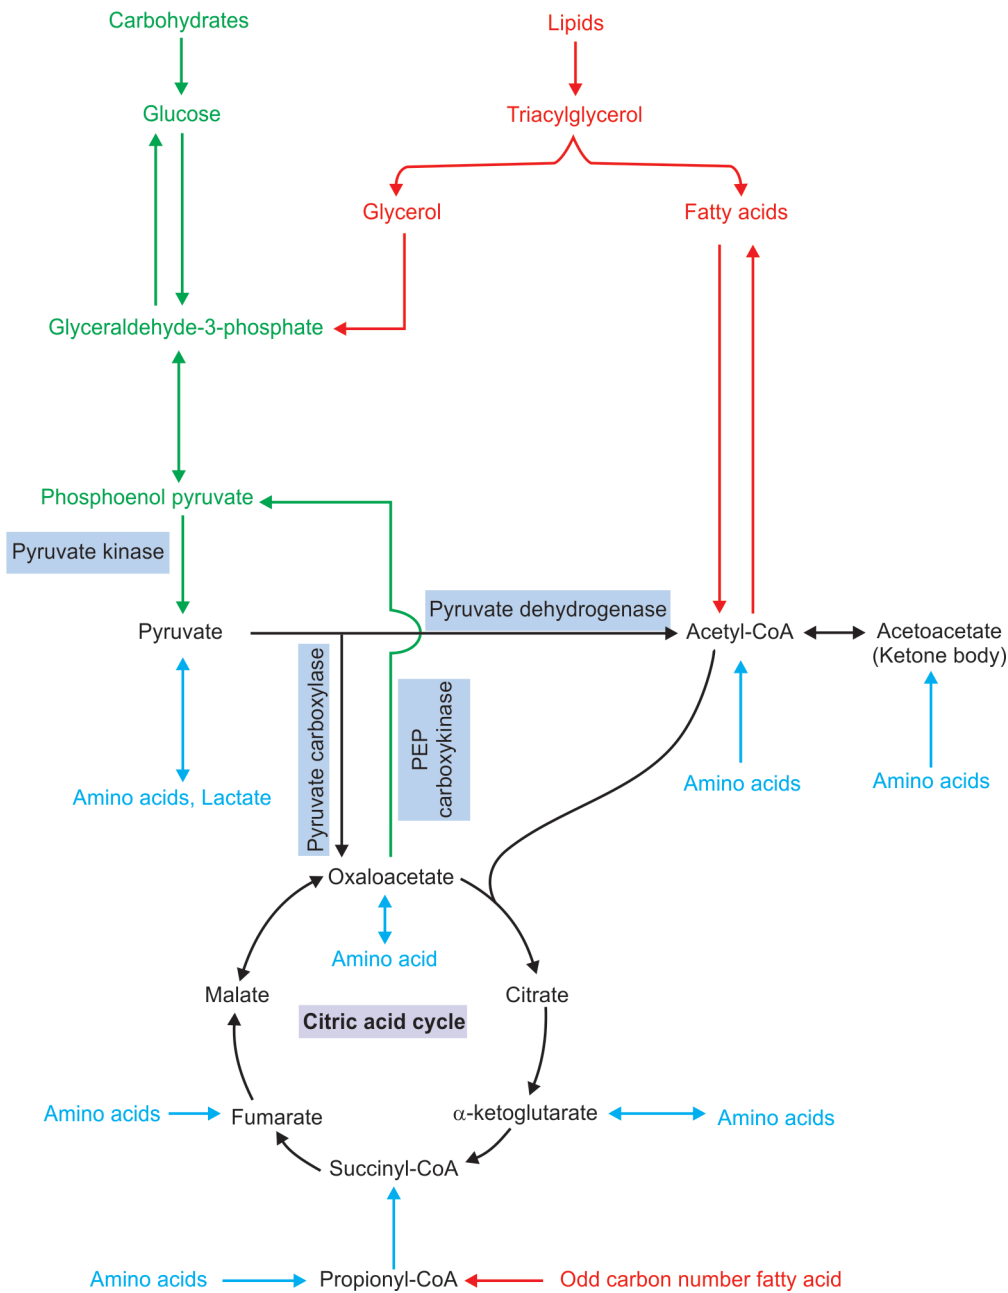 Carbohydrates
Lipids
Glucose
Triacylglycerol
Glycerol
Fatty acids
Glyceraldehyde-3-phosphate
Phosphoenol pyruvate
Pyruvate kinase
Pyruvate dehydrogenase
Pyruvate
Acetyl-CoA
Acetoacetate
(Ketone body)
Pyruvate carboxylase
PEP
carboxykinase
Amino acids, Lactate
Amino acids
Amino acids
Oxaloacetate
Amino acid
Malate
Citrate
Citric acid cycle
Amino acids
Fumarate
α-ketoglutarate
Amino acids
Succinyl-CoA
Amino acids
Propionyl-CoA
Odd carbon number fatty acid